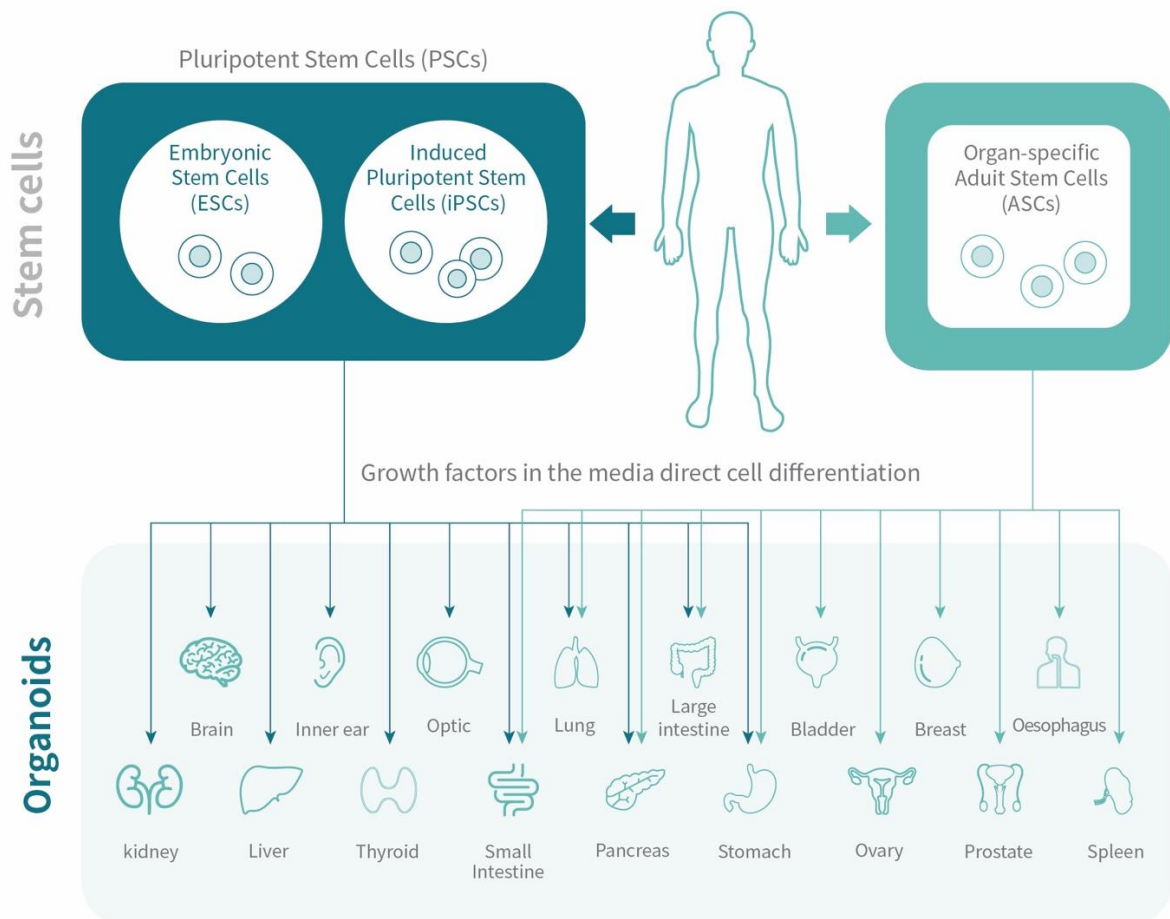 Pluripotent Stem Cells (PSCs)
Stem cells
Embryonic
Stem Cells
(ESCs)
Induced
Pluripotent Stem
Cells (iPSCs)
Organ-specific
Aduit Stem Cells
(ASCs)
Growth factors in the media direct cell differentiation
Organoids
Brain
Inner ear
Optic
Lung
Large
intestine
Bladder
Breast
Oesophagus
kidney
Liver
Thyroid
Small
Intestine
Pancreas
Stomach
Ovary
Prostate
Spleen